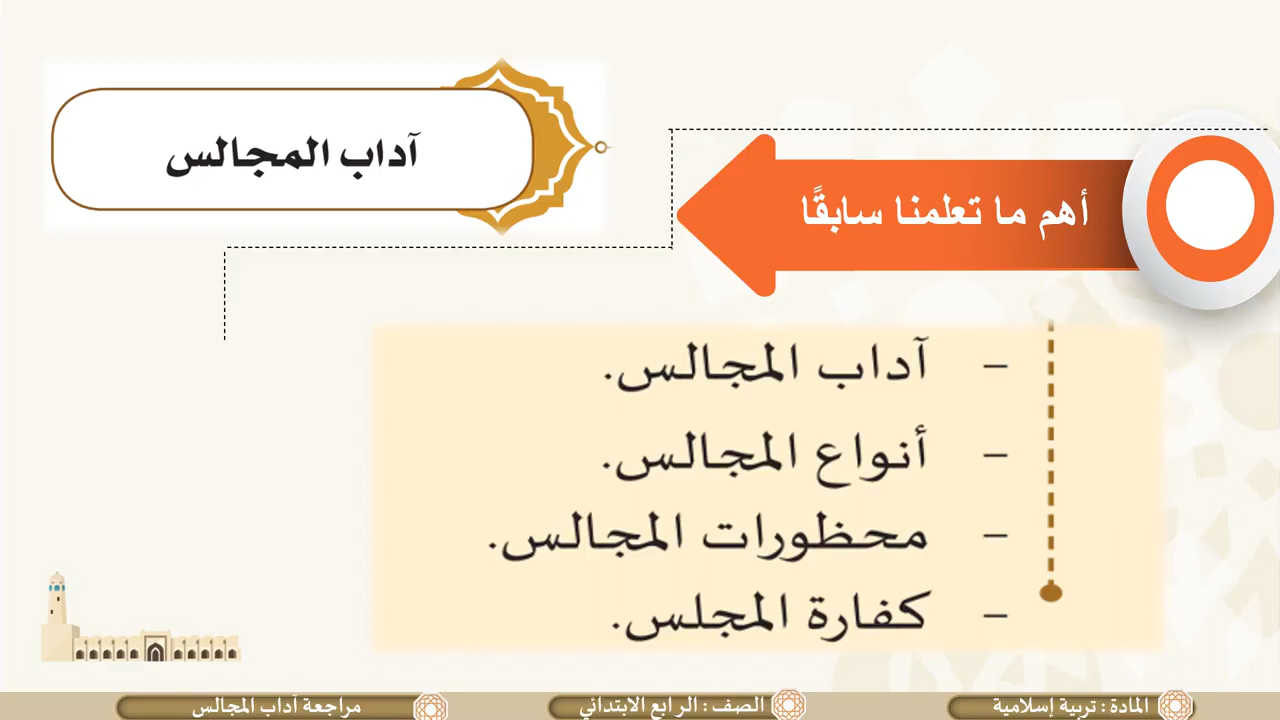 آداب المجالس
أهم ما تعلمنا سابقًا
– آداب المجالس.
– أنواع المجالس.
– محظورات المجالس.
– كفارة المجلس.
المادة : تربية إسلامية
الصف : الرابع الابتدائي
مراجعة آداب المجالس